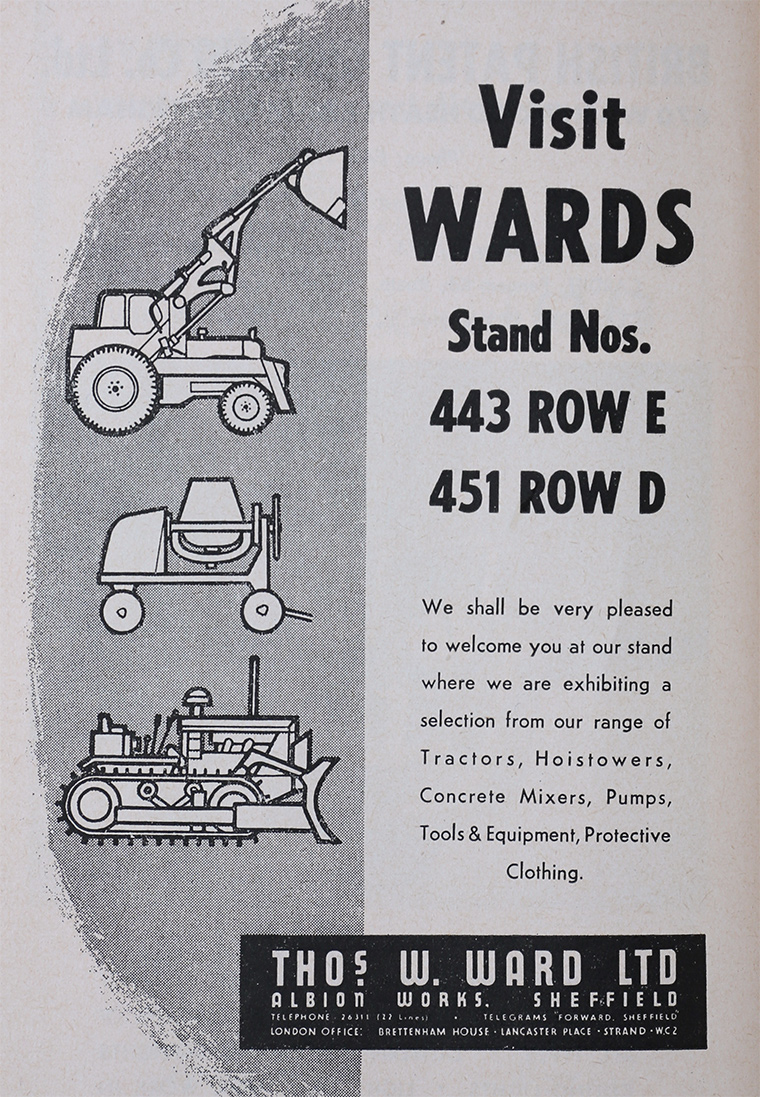 Visit
WARDS
Stand Nos.
443 ROW E
451 ROW D
We shall be very pleased
to welcome you at our stand
where we are exhibiting a
selection from our range of
Tractors, Hoistowers,
Concrete Mixers, Pumps,
Tools & Equipment, Protective
Clothing.
THOS W. WARD LTD
ALBION WORKS, SHEFFIELD
TELEPHONE 26311 (22 Lines) · TELEGRAMS "FORWARD, SHEFFIELD"
LONDON OFFICE: BRETTENHAM HOUSE · LANCASTER PLACE · STRAND · W.C2